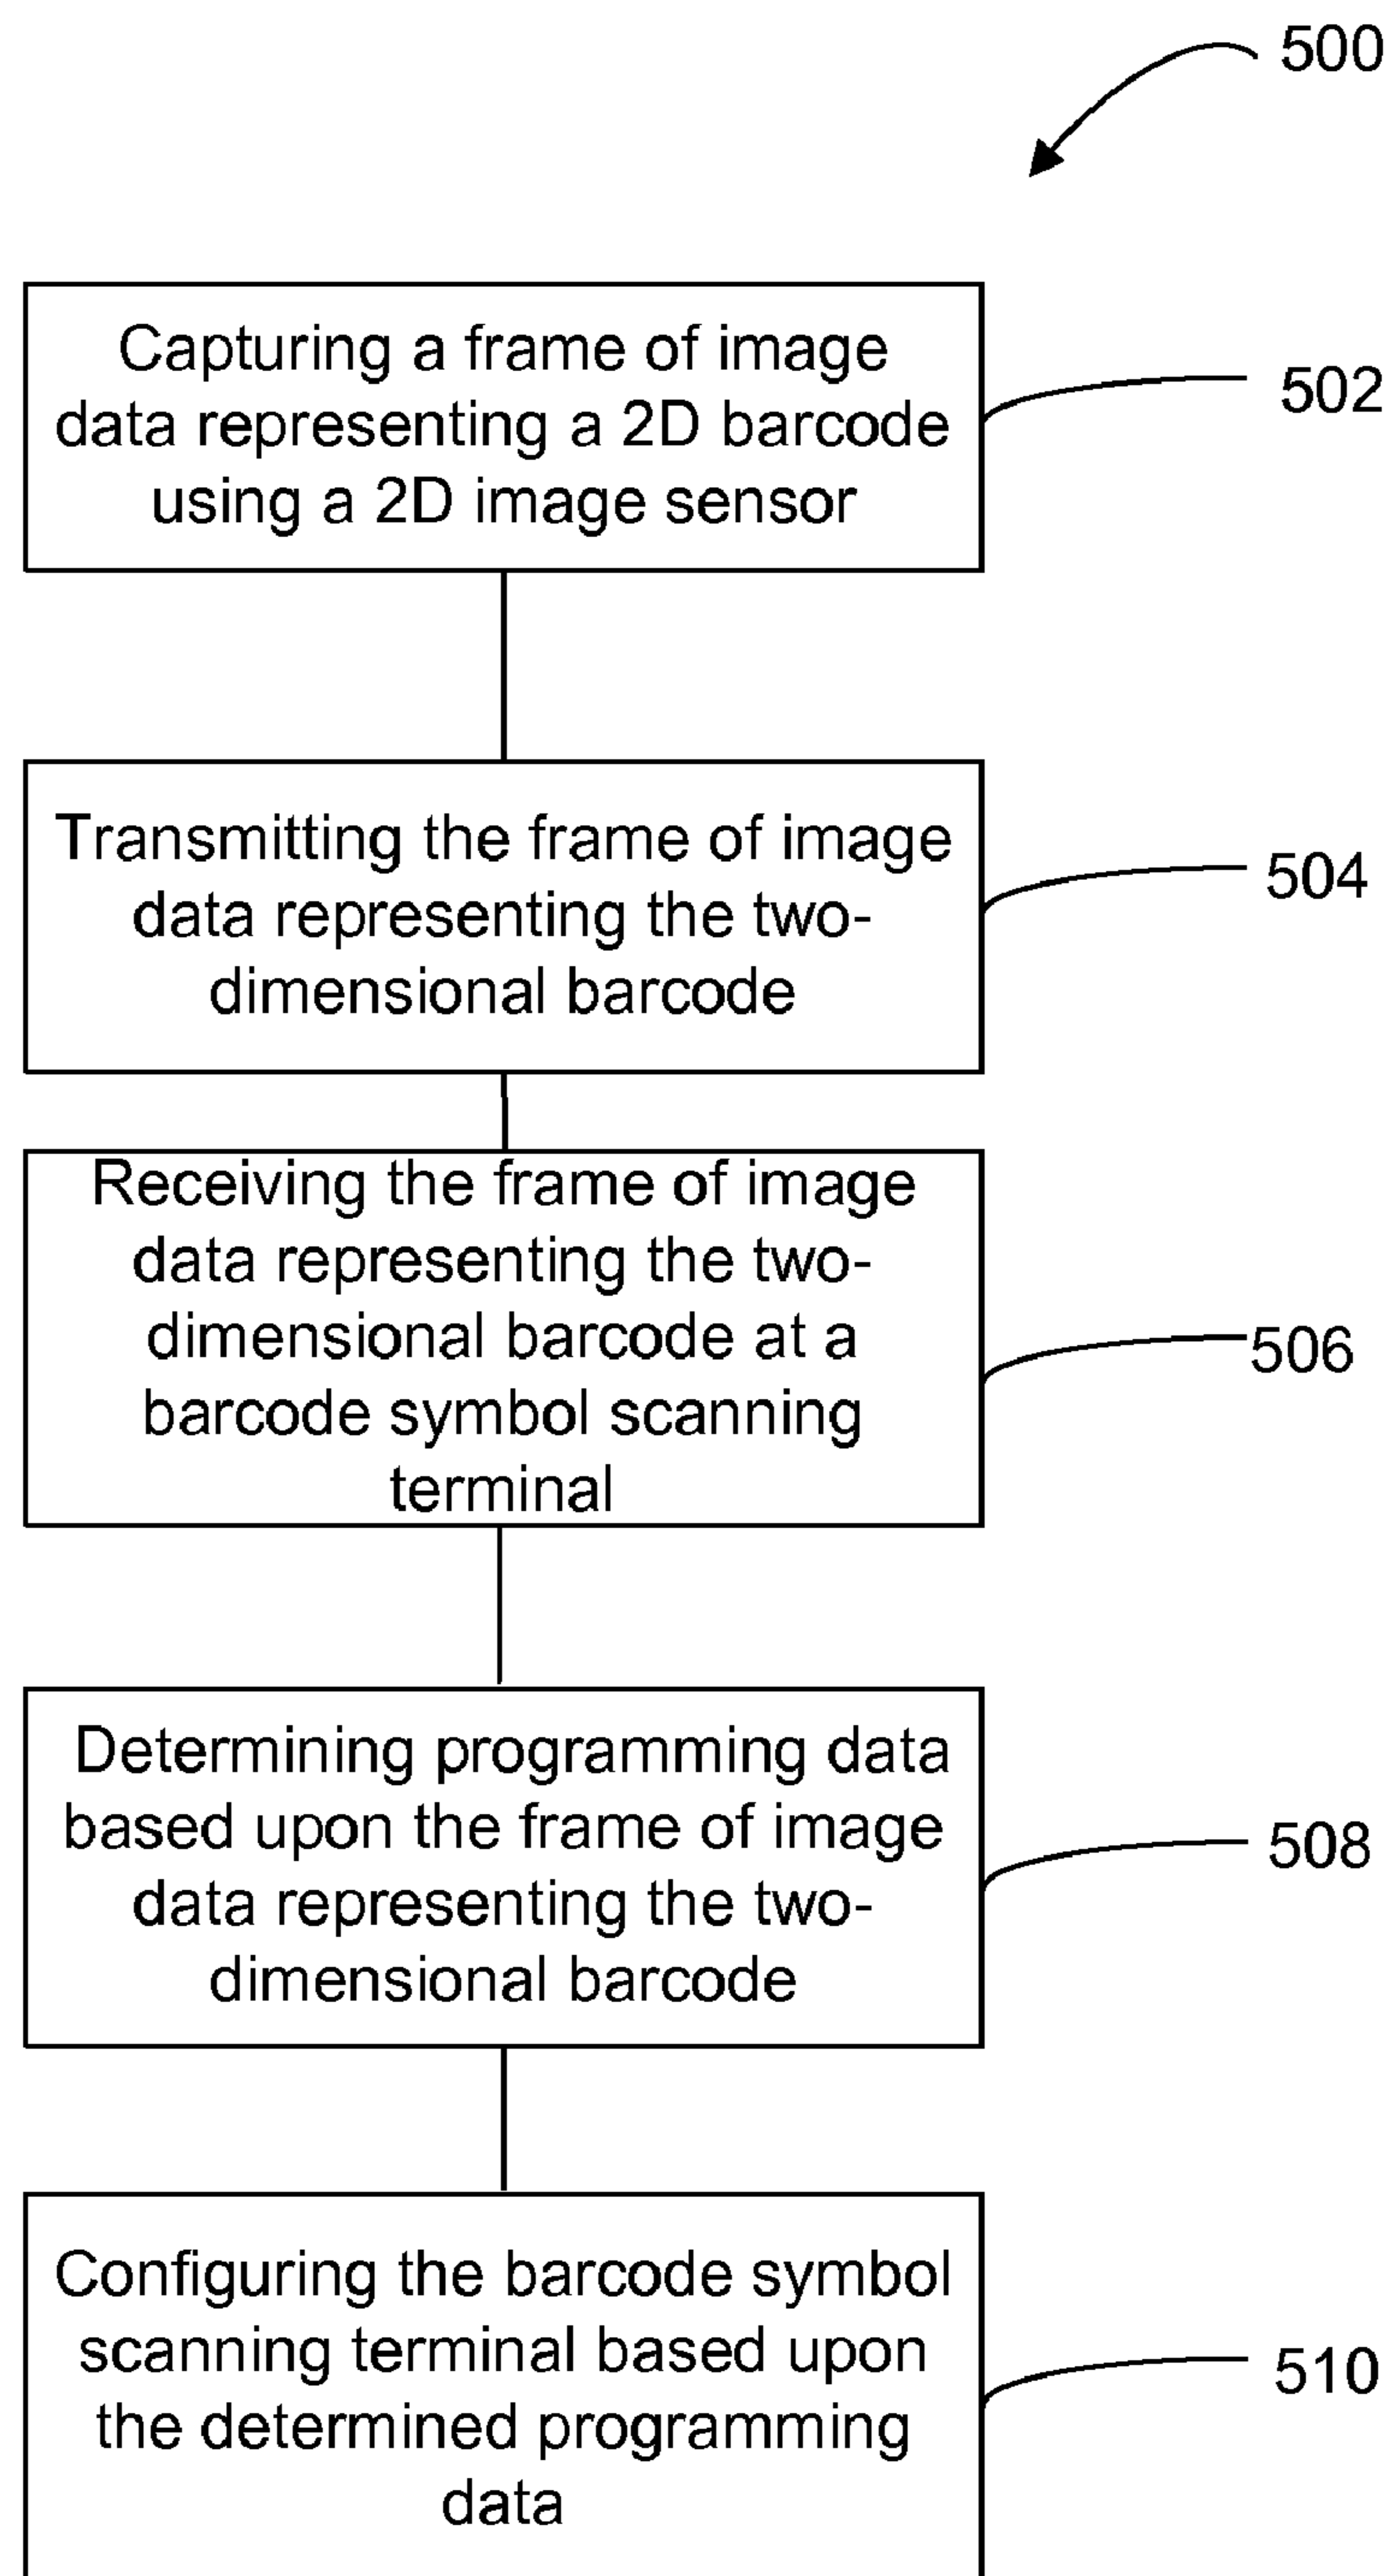 500
Capturing a frame of image
data representing a 2D barcode
using a 2D image sensor
502
Transmitting the frame of image
data representing the two-
dimensional barcode
504
Receiving the frame of image
data representing the two-
dimensional barcode at a
barcode symbol scanning
terminal
506
Determining programming data
based upon the frame of image
data representing the two-
dimensional barcode
508
Configuring the barcode symbol
scanning terminal based upon
the determined programming
data
510